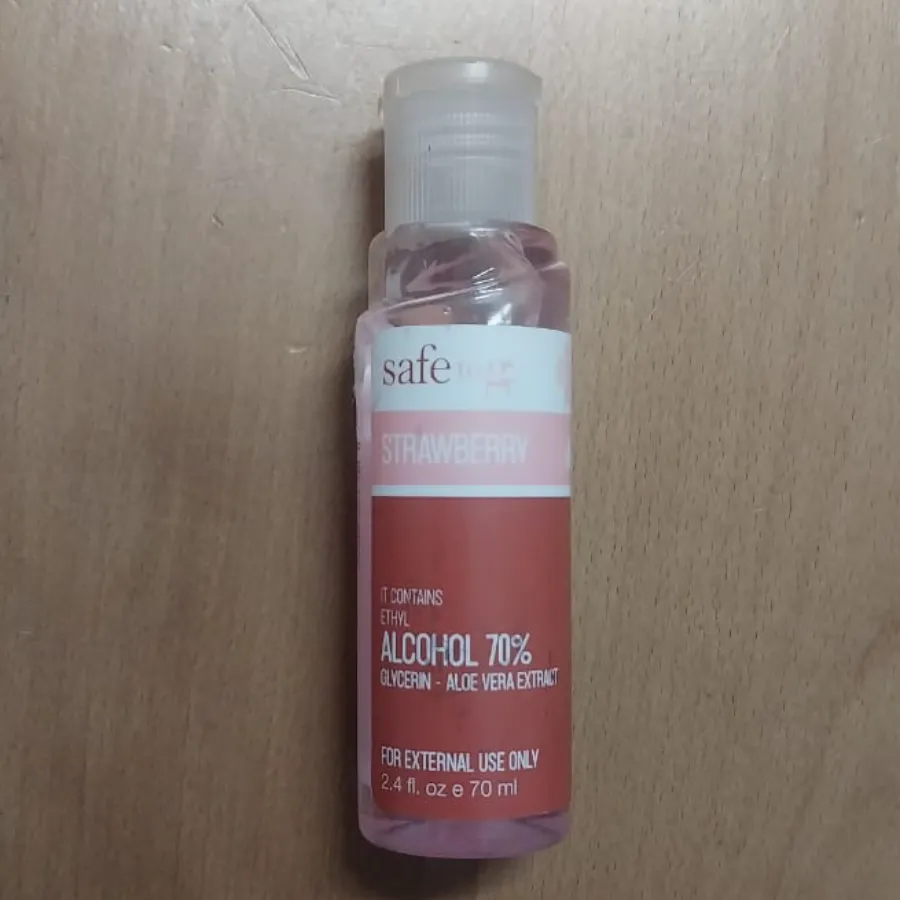 safe
STRAWBERRY
IT CONTAINS
ETHYL
ALCOHOL 70%
GLYCERIN - ALOE VERA EXTRACT
FOR EXTERNAL USE ONLY
2.4 fl. oz e 70 ml